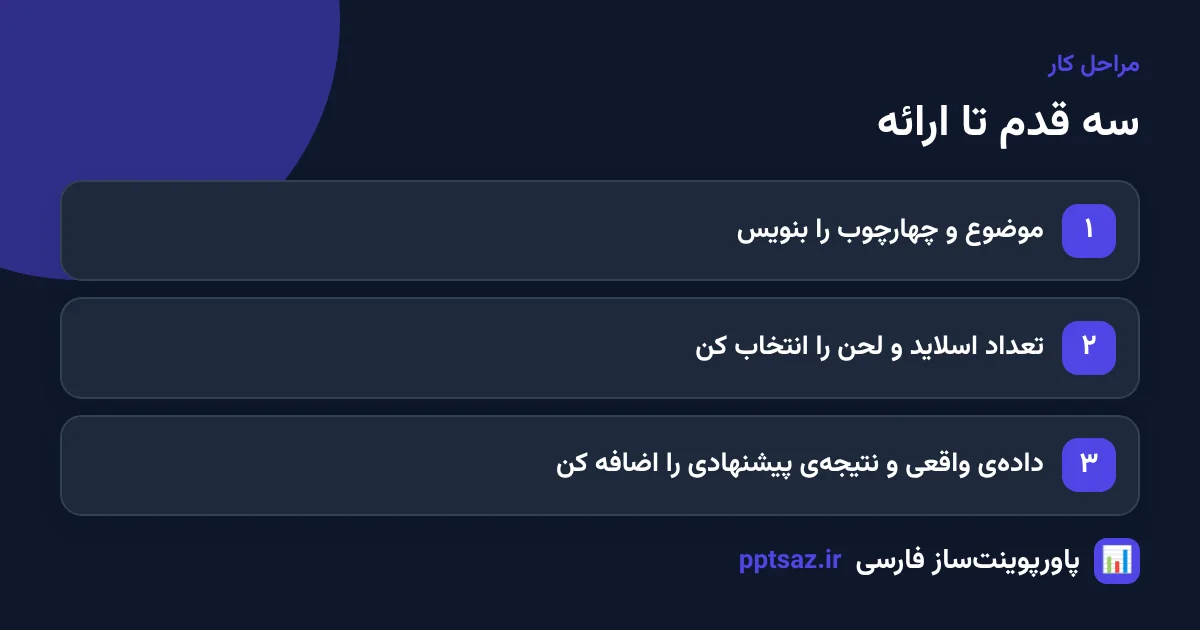 مراحل کار
سه قدم تا ارائه
۱ موضوع و چهارچوب را بنویس
۲ تعداد اسلاید و لحن را انتخاب کن
۳ داده‌ی واقعی و نتیجه‌ی پیشنهادی را اضافه کن
پاورپوینت‌ساز فارسی pptsaz.ir